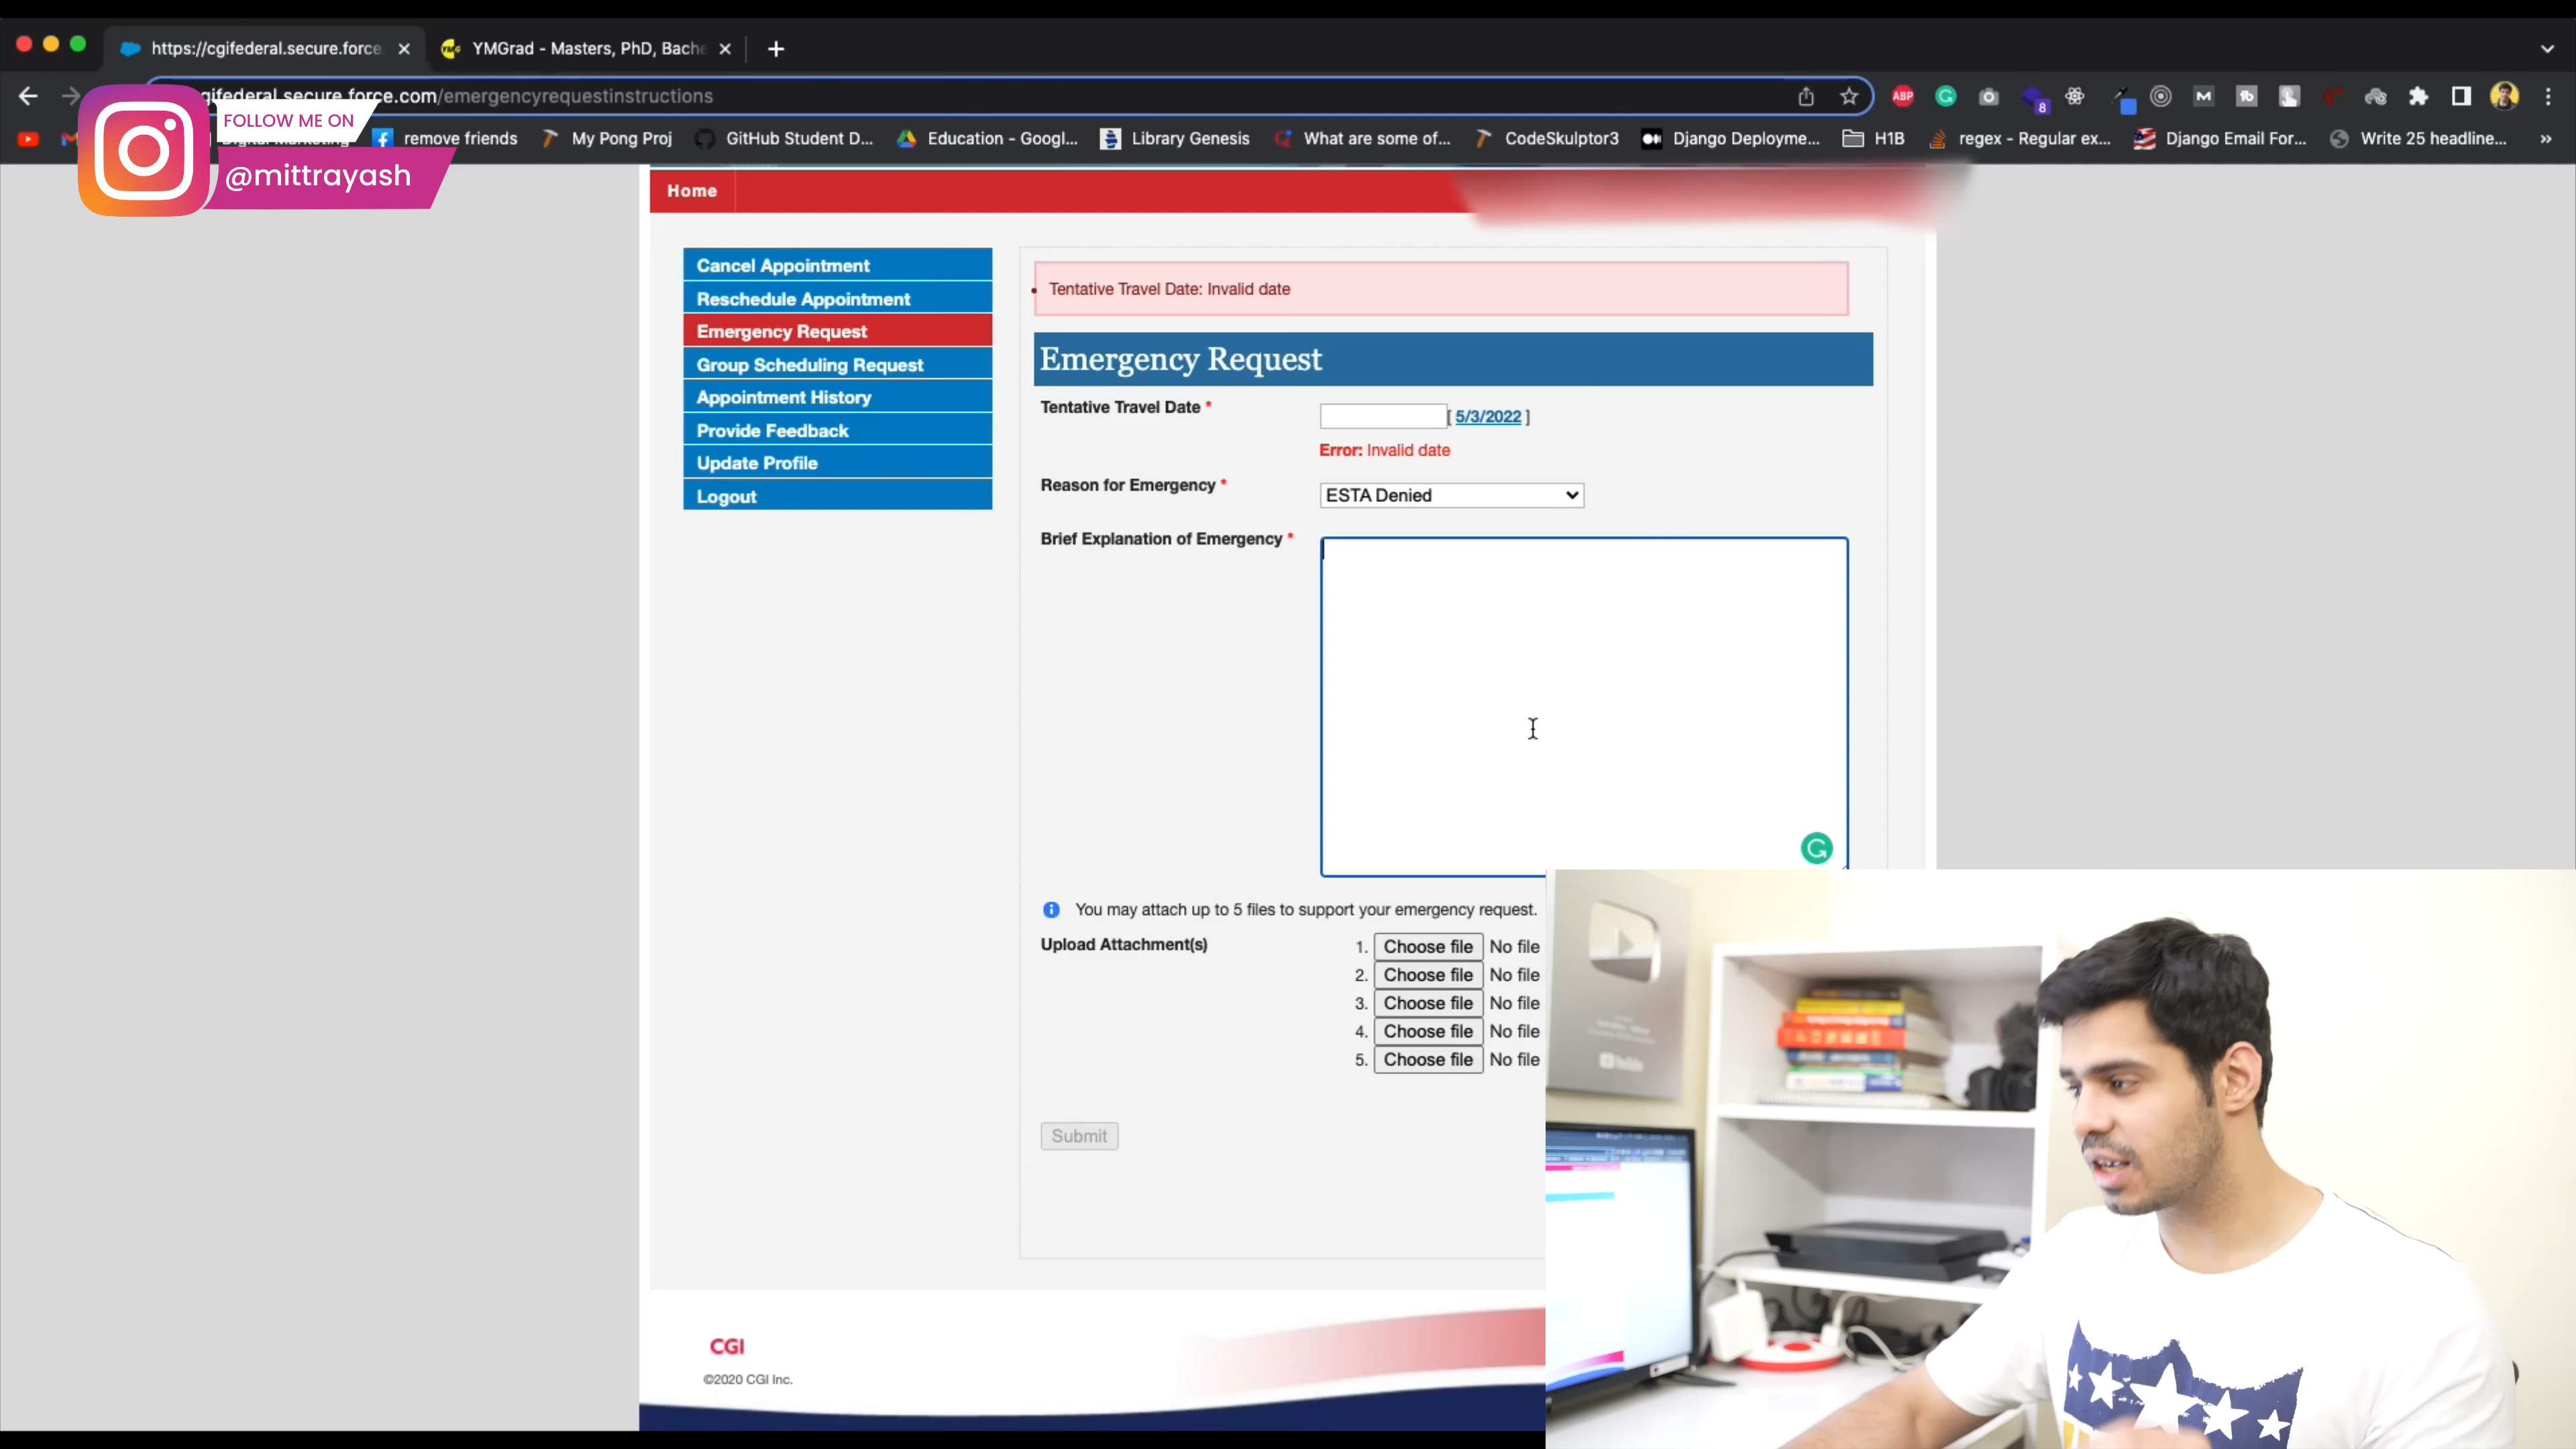 https://cgifederal.secure.force.
YMGrad - Masters, PhD, Bache
gifederal.secure.force.com/emergencyrequestinstructions
ABP
8
FOLLOW ME ON
@mittrayash
remove friends
My Pong Proj
GitHub Student D...
Education - Googl...
Library Genesis
What are some of...
CodeSkulptor3
Django Deployme...
H1B
regex - Regular ex...
Django Email For...
Write 25 headline...
Home
Cancel Appointment
Reschedule Appointment
Emergency Request
Group Scheduling Request
Appointment History
Provide Feedback
Update Profile
Logout
Tentative Travel Date: Invalid date
Emergency Request
Tentative Travel Date *
[ 5/3/2022 ]
Error: Invalid date
Reason for Emergency *
ESTA Denied
Brief Explanation of Emergency *
You may attach up to 5 files to support your emergency request.
Upload Attachment(s)
1. Choose file No file
2. Choose file No file
3. Choose file No file
4. Choose file No file
5. Choose file No file
Submit
CGI
©2020 CGI Inc.